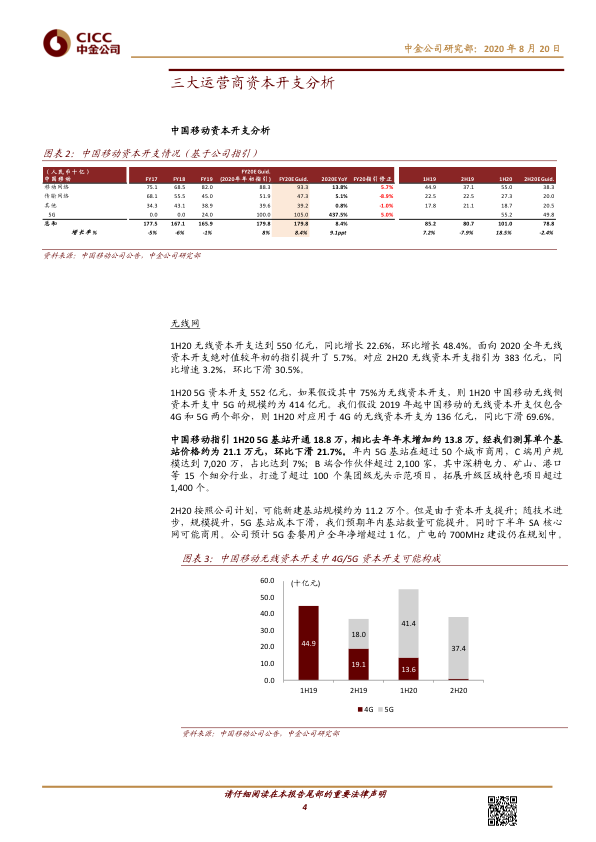 CICC
中金公司
中金公司研究部：2020 年 8 月 20 日
三大运营商资本开支分析
中国移动资本开支分析
图表 2：中国移动资本开支情况（基于公司指引）
（人民币十亿） FY20E Guid.
中国移动 FY17 FY18 FY19 (2020年年初指引) FY20E Guid. 2020E YoY FY20指引修正 1H19 2H19 1H20 2H20E Guid.
移动网络 75.1 68.5 82.0 88.3 93.3 13.8% 5.7% 44.9 37.1 55.0 38.3
传输网络 68.1 55.5 45.0 51.9 47.3 5.1% -8.9% 22.5 22.5 27.3 20.0
其他 34.3 43.1 38.9 39.6 39.2 0.8% -1.0% 17.8 21.1 18.7 20.5
5G 0.0 0.0 24.0 100.0 105.0 437.5% 5.0% 55.2 49.8
总和 177.5 167.1 165.9 179.8 179.8 8.4% 85.2 80.7 101.0 78.8
增长率% -5% -6% -1% 8% 8.4% 9.1ppt 7.2% -7.9% 18.5% -2.4%
资料来源：中国移动公司公告，中金公司研究部
无线网
1H20 无线资本开支达到 550 亿元，同比增长 22.6%，环比增长 48.4%。面向 2020 全年无线
资本开支绝对值较年初的指引提升了 5.7%。对应 2H20 无线资本开支指引为 383 亿元，同
比增速 3.2%，环比下滑 30.5%。
1H20 5G 资本开支 552 亿元，如果假设其中 75%为无线资本开支，则 1H20 中国移动无线侧
资本开支中 5G 的规模约为 414 亿元。我们假设 2019 年起中国移动的无线资本开支仅包含
4G 和 5G 两个部分，则 1H20 对应用于 4G 的无线资本开支为 136 亿元，同比下滑 69.6%。
中国移动指引 1H20 5G 基站开通 18.8 万，相比去年年末增加约 13.8 万，经我们测算单个基
站价格约为 21.1 万元，环比下滑 21.7%。年内 5G 基站在超过 50 个城市商用，C 端用户规
模达到 7,020 万，占比达到 7%；B 端合作伙伴超过 2,100 家，其中深耕电力、矿山、港口
等 15 个细分行业，打造了超过 100 个集团级龙头示范项目，拓展升级区域特色项目超过
1,400 个。
2H20 按照公司计划，可能新建基站规模约为 11.2 万个。但是由于资本开支提升；随技术进
步，规模提升，5G 基站成本下滑，我们预期年内基站数量可能提升。同时下半年 SA 核心
网可能商用。公司预计 5G 套餐用户全年净增超过 1 亿。广电的 700MHz 建设仍在规划中。
图表 3：中国移动无线资本开支中 4G/5G 资本开支可能构成
(十亿元)
60.0
50.0
40.0
30.0
20.0
10.0
0.0
44.9
18.0
19.1
41.4
13.6
37.4
1H19 2H19 1H20 2H20
4G 5G
资料来源：中国移动公司公告，中金公司研究部
请仔细阅读在本报告尾部的重要法律声明
4